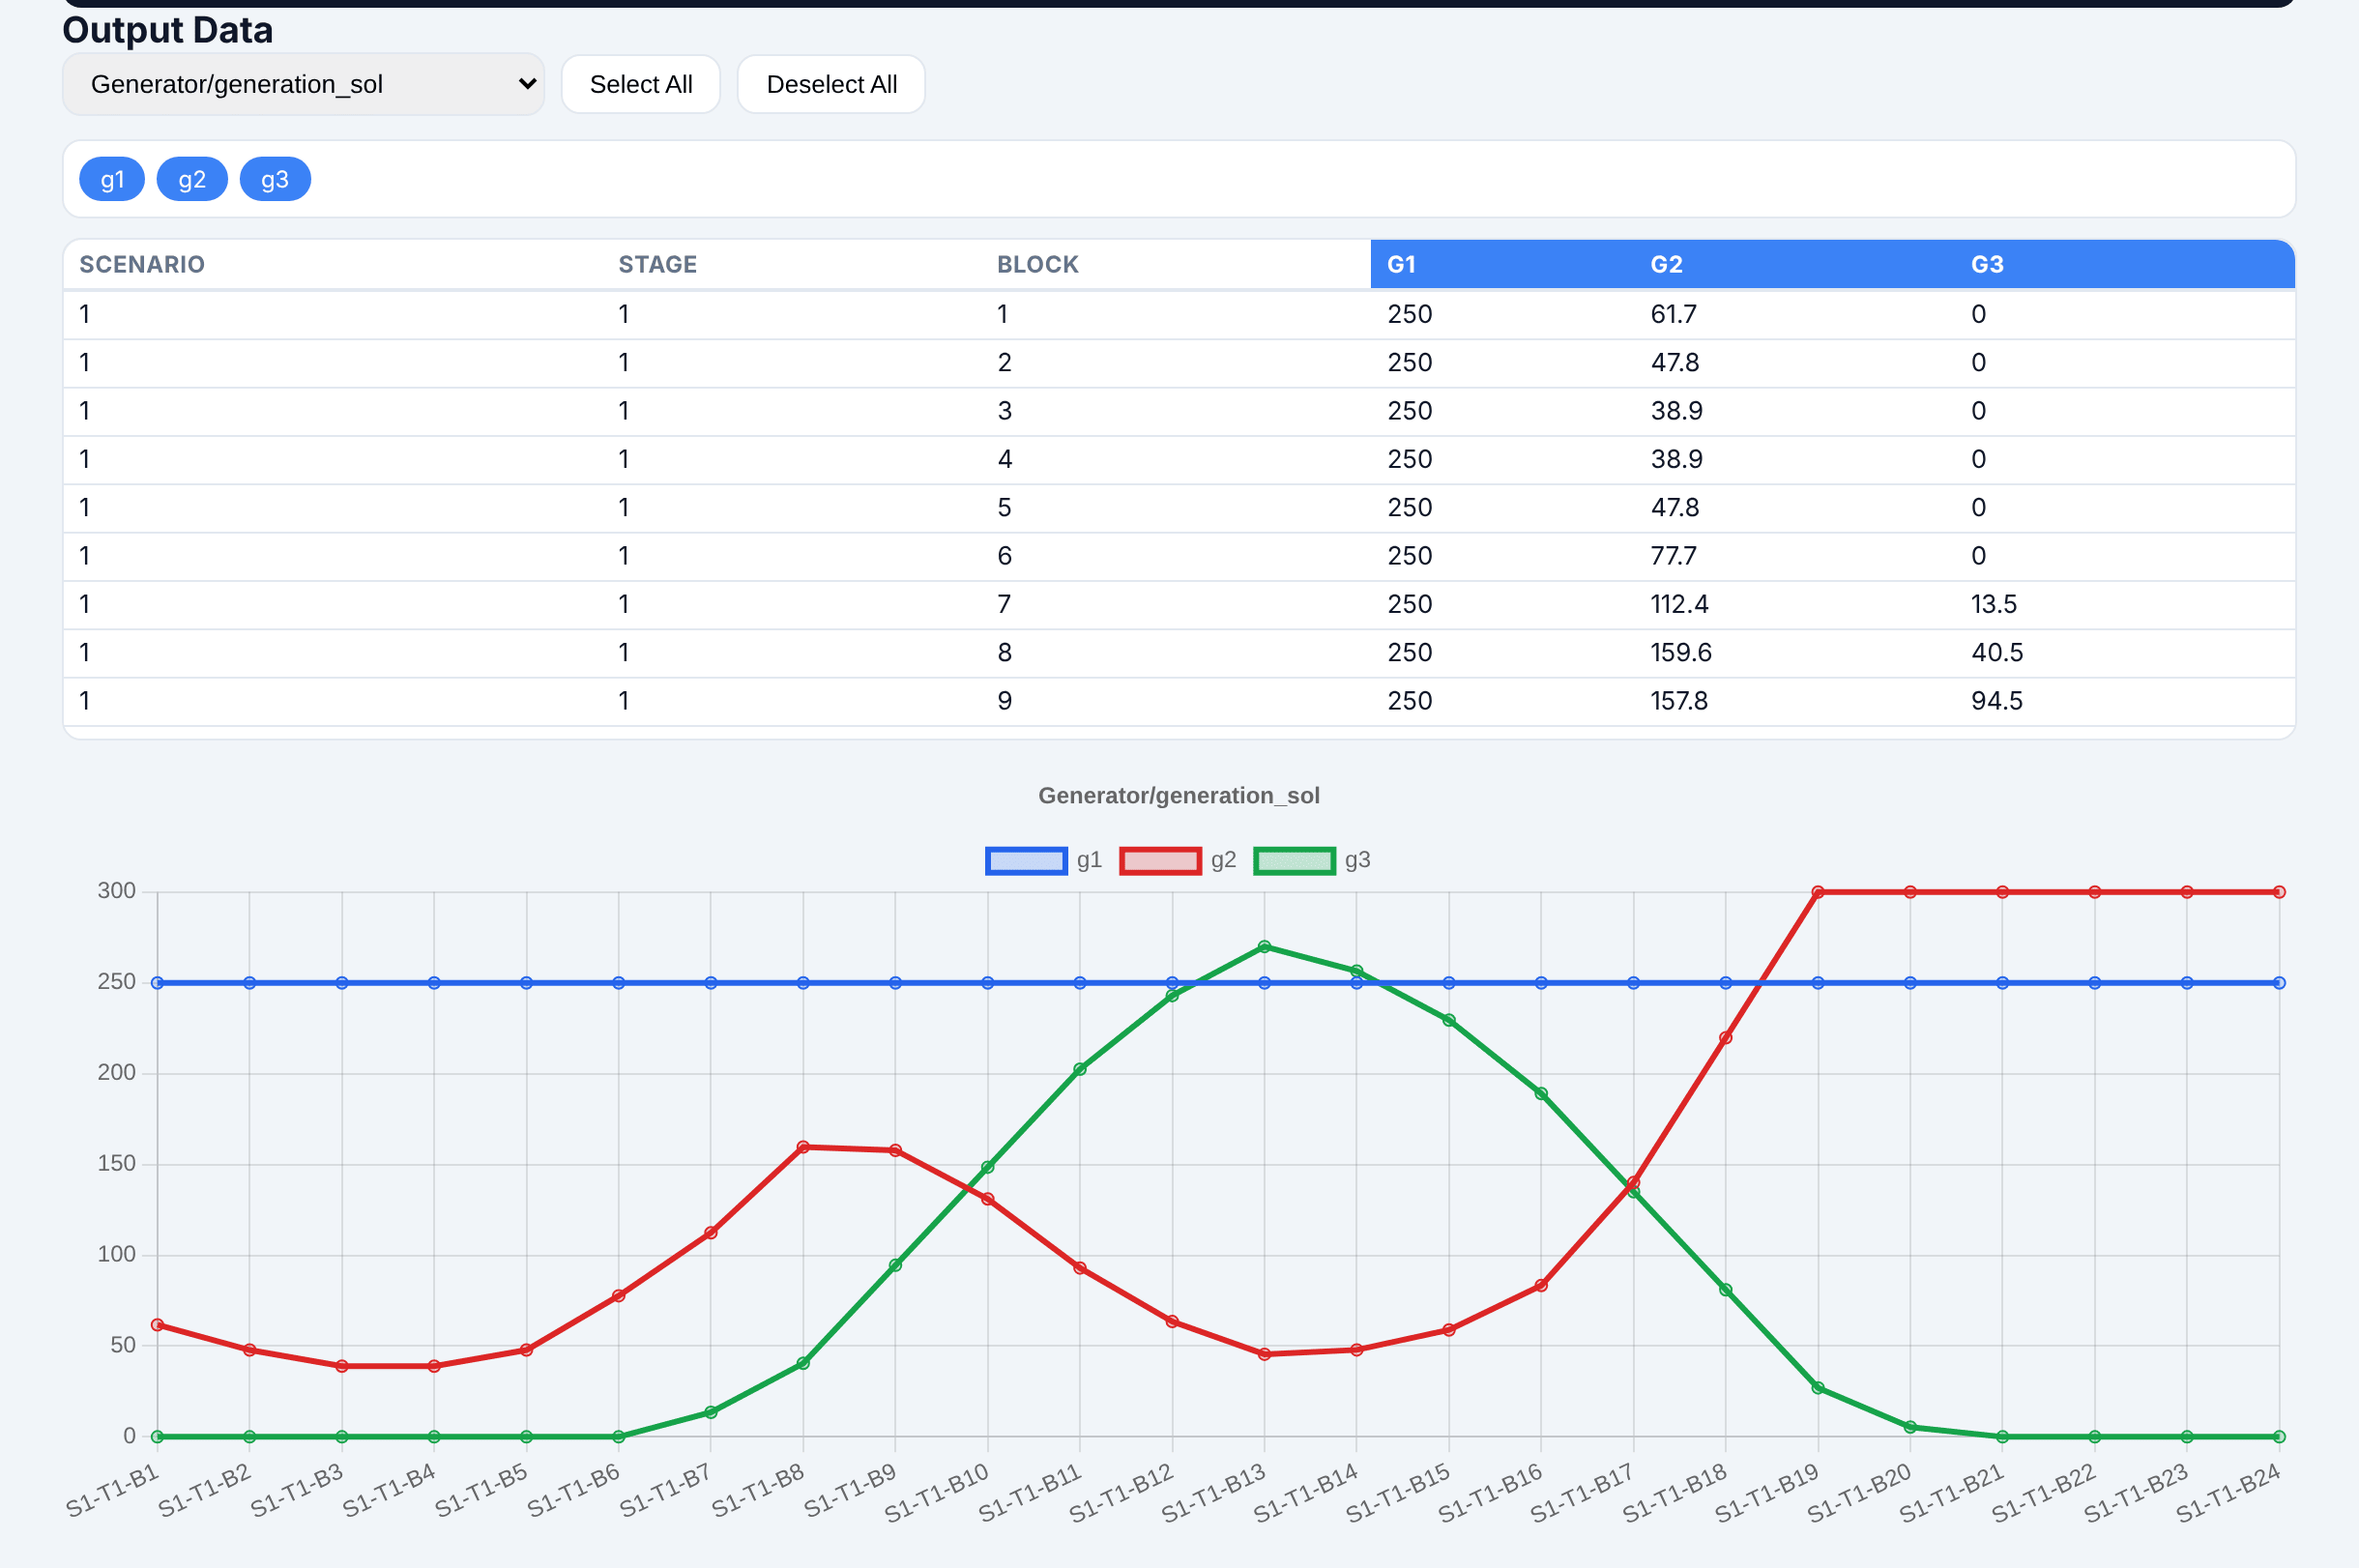 Output Data
Generator/generation_sol Select All Deselect All
g1 g2 g3
SCENARIO STAGE BLOCK G1 G2 G3
1 1 1 250 61.7 0
1 1 2 250 47.8 0
1 1 3 250 38.9 0
1 1 4 250 38.9 0
1 1 5 250 47.8 0
1 1 6 250 77.7 0
1 1 7 250 112.4 13.5
1 1 8 250 159.6 40.5
1 1 9 250 157.8 94.5
Generator/generation_sol
g1 g2 g3
300
250
200
150
100
50
0
S1-T1-B1 S1-T1-B2 S1-T1-B3 S1-T1-B4 S1-T1-B5 S1-T1-B6 S1-T1-B7 S1-T1-B8 S1-T1-B9 S1-T1-B10 S1-T1-B11 S1-T1-B12 S1-T1-B13 S1-T1-B14 S1-T1-B15 S1-T1-B16 S1-T1-B17 S1-T1-B18 S1-T1-B19 S1-T1-B20 S1-T1-B21 S1-T1-B22 S1-T1-B23 S1-T1-B24